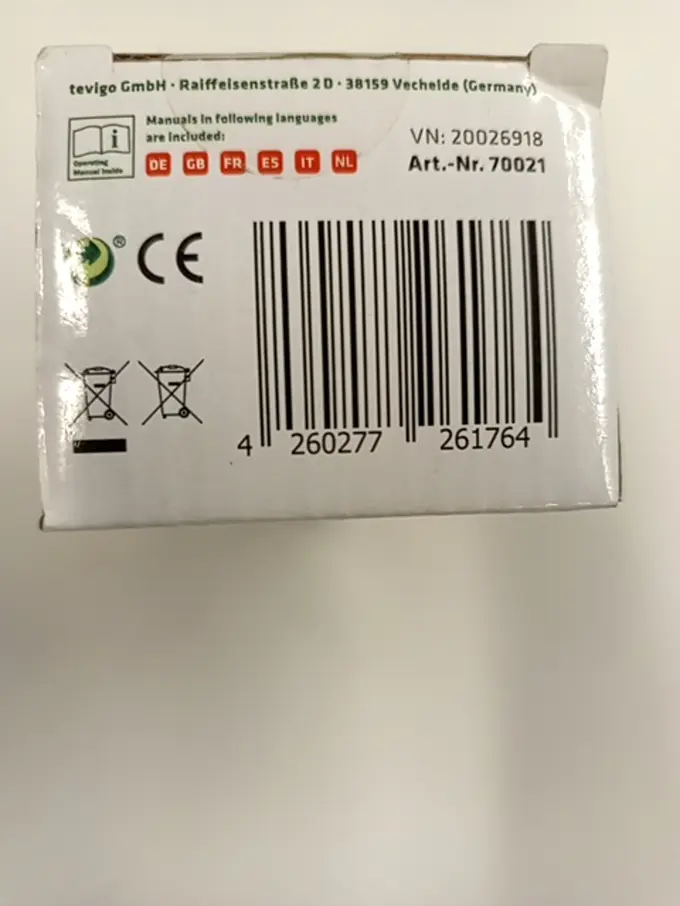 tevigo GmbH · Raiffeisenstraße 2 D · 38159 Vechelde (Germany)
Manuals in following languages
are included:
Operating
Manual Inside
DE GB FR ES IT NL
VN: 20026918
Art.-Nr. 70021
® CE
4 260277 261764